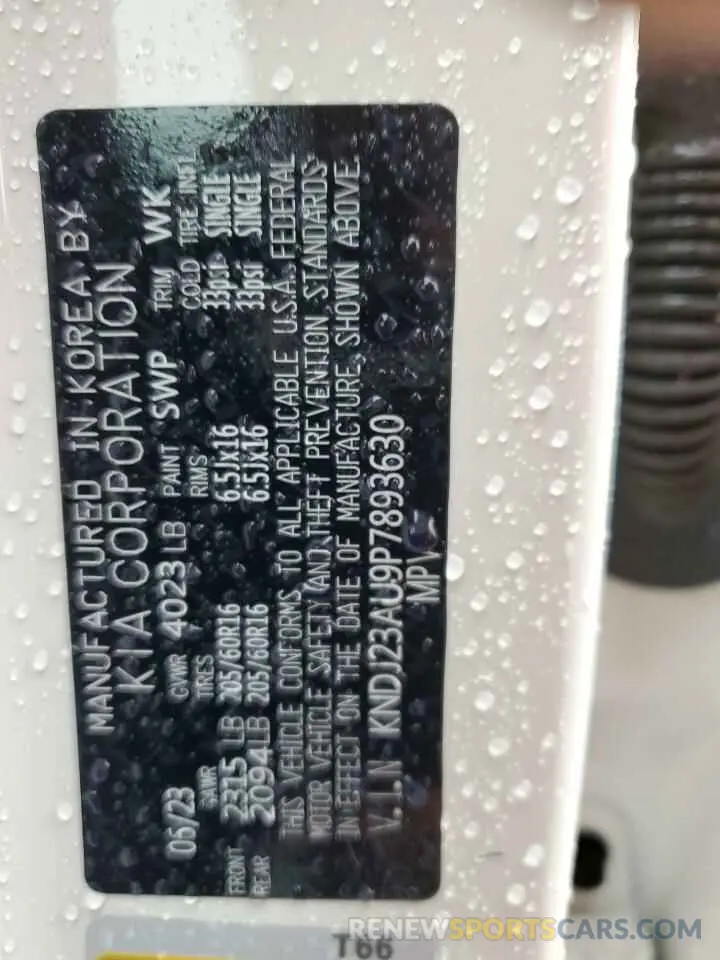 MANUFACTURED IN KOREA BY
KIA CORPORATION
06/23 GVWR 4023 LB PAINT SWP TRIM WK
GAWR TIRES RIMS COLD TIRE INFL
FRONT 2315 LB 205/60R16 6.5Jx16 33psi SINGLE
REAR 2094LB 205/60R16 6.5Jx16 33psi SINGLE
THIS VEHICLE CONFORMS TO ALL APPLICABLE U.S.A. FEDERAL
MOTOR VEHICLE SAFETY AND THEFT PREVENTION STANDARDS
IN EFFECT ON THE DATE OF MANUFACTURE SHOWN ABOVE.
V.I.N KNDJ23AU9P7893630
MPV
T66
RENEWSPORTSCARS.COM